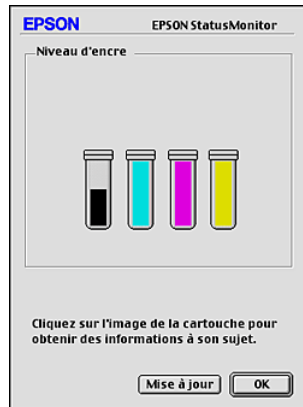 EPSON EPSON StatusMonitor
Niveau d'encre
Cliquez sur l'image de la cartouche pour
obtenir des informations à son sujet.
Mise à jour OK